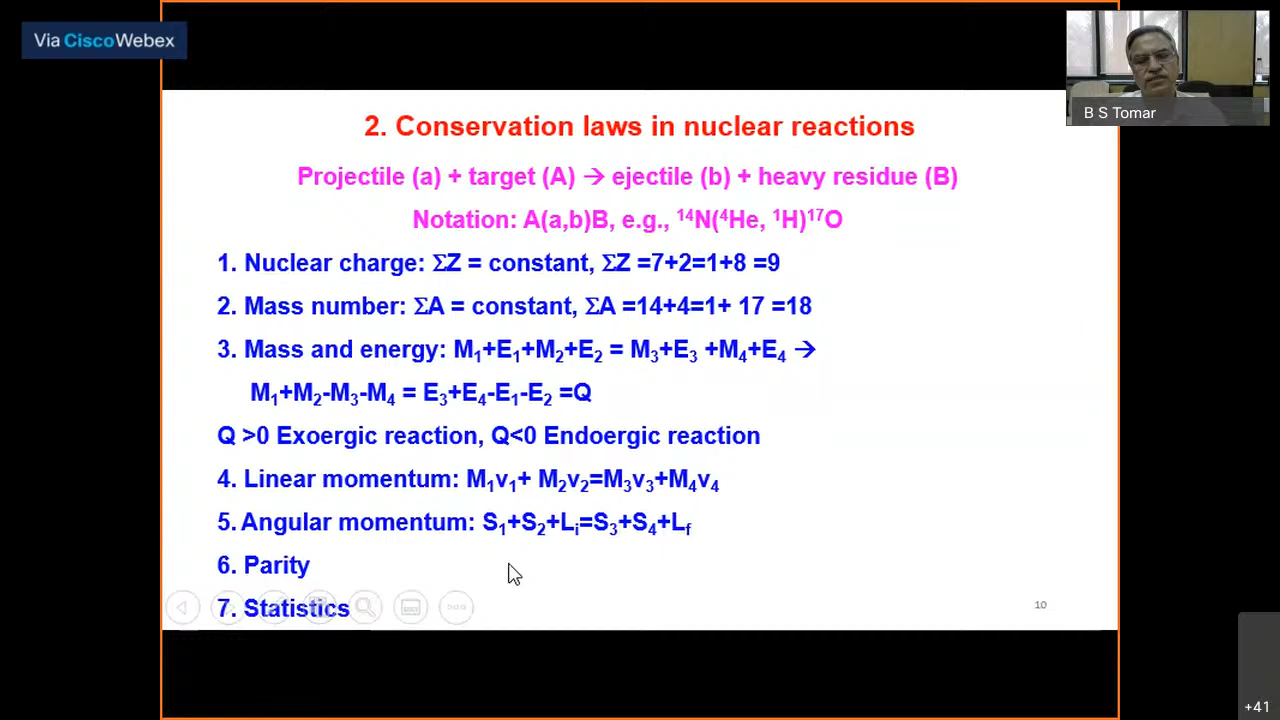 Via CiscoWebex
B S Tomar
2. Conservation laws in nuclear reactions
Projectile (a) + target (A) → ejectile (b) + heavy residue (B)
Notation: A(a,b)B, e.g., ¹⁴N(⁴He, ¹H)¹⁷O
1. Nuclear charge: ΣZ = constant, ΣZ =7+2=1+8 =9
2. Mass number: ΣA = constant, ΣA =14+4=1+ 17 =18
3. Mass and energy: M₁+E₁+M₂+E₂ = M₃+E₃ +M₄+E₄ →
M₁+M₂-M₃-M₄ = E₃+E₄-E₁-E₂ =Q
Q >0 Exoergic reaction, Q<0 Endoergic reaction
4. Linear momentum: M₁v₁+ M₂v₂=M₃v₃+M₄v₄
5. Angular momentum: S₁+S₂+Lᵢ=S₃+S₄+L_f
6. Parity
7. Statistics
10
+41